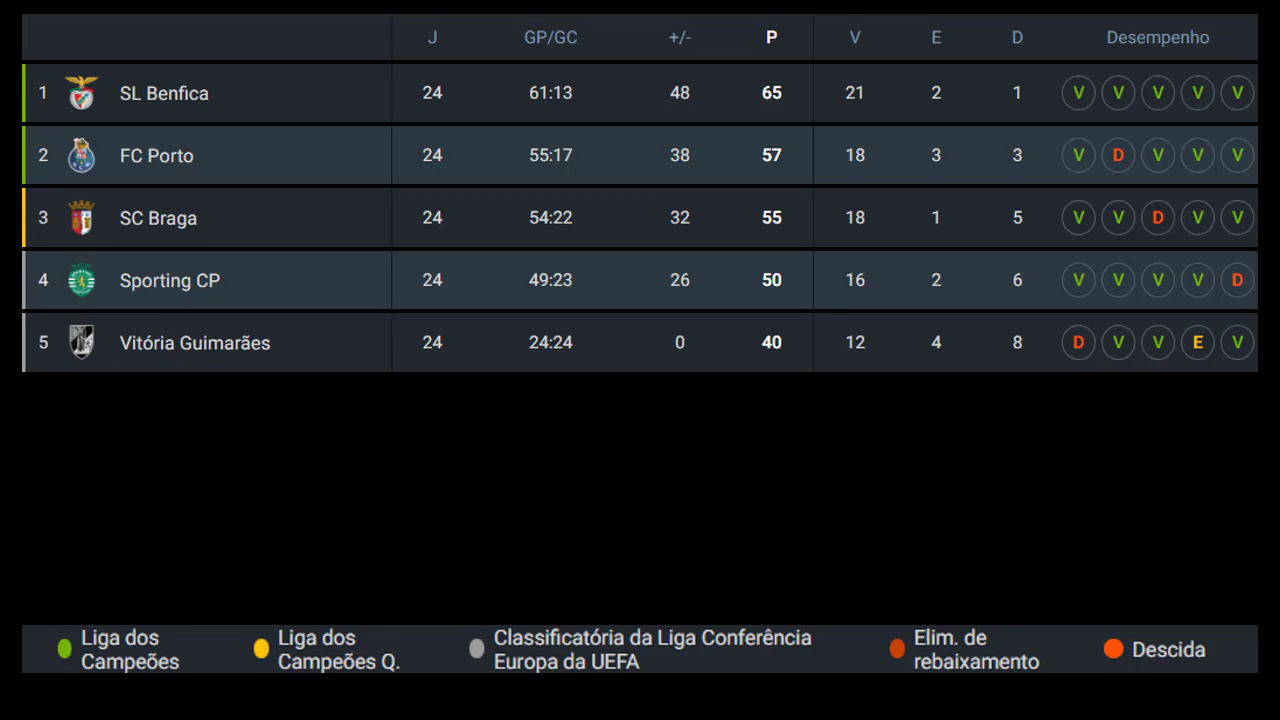 J GP/GC +/- P V E D Desempenho
1 SL Benfica 24 61:13 48 65 21 2 1 V V V V V
2 FC Porto 24 55:17 38 57 18 3 3 V D V V V
3 SC Braga 24 54:22 32 55 18 1 5 V V D V V
4 Sporting CP 24 49:23 26 50 16 2 6 V V V V D
5 Vitória Guimarães 24 24:24 0 40 12 4 8 D V V E V
Liga dos
Campeões
Liga dos
Campeões Q.
Classificatória da Liga Conferência
Europa da UEFA
Elim. de
rebaixamento
Descida